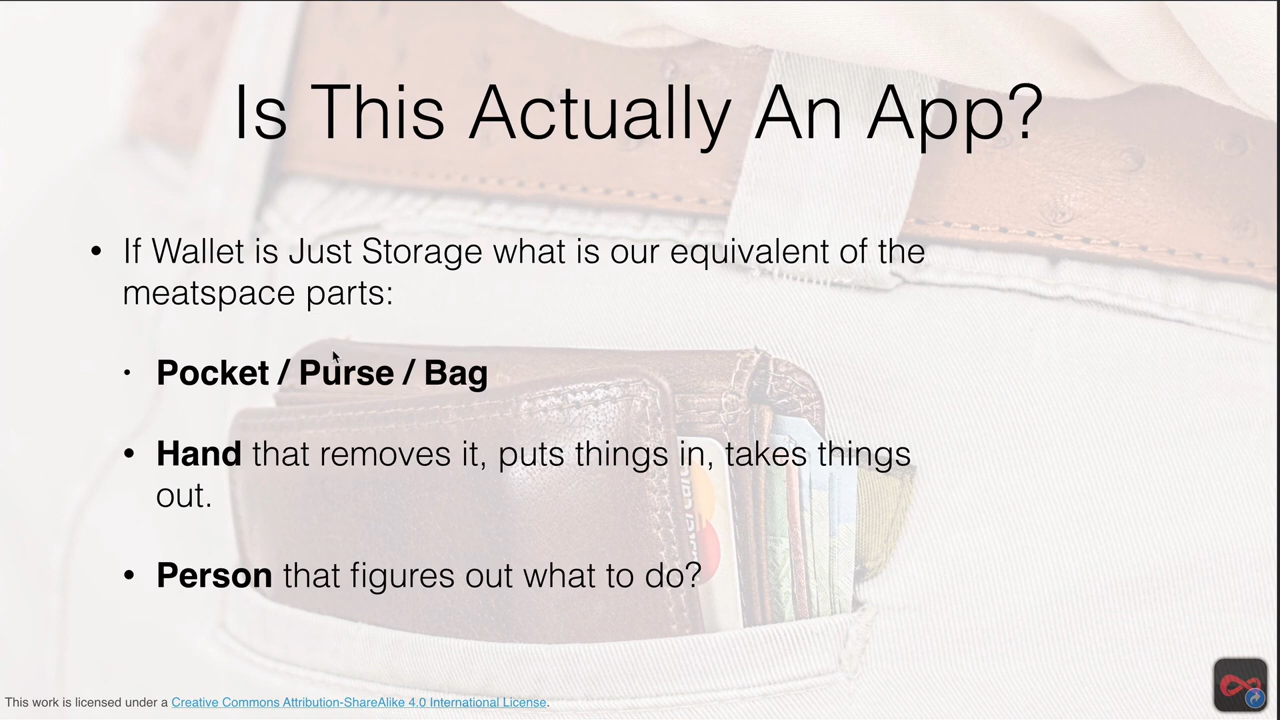 Is This Actually An App?
• If Wallet is Just Storage what is our equivalent of the
meatspace parts:
• Pocket / Purse / Bag
• Hand that removes it, puts things in, takes things
out.
• Person that figures out what to do?
This work is licensed under a Creative Commons Attribution-ShareAlike 4.0 International License.